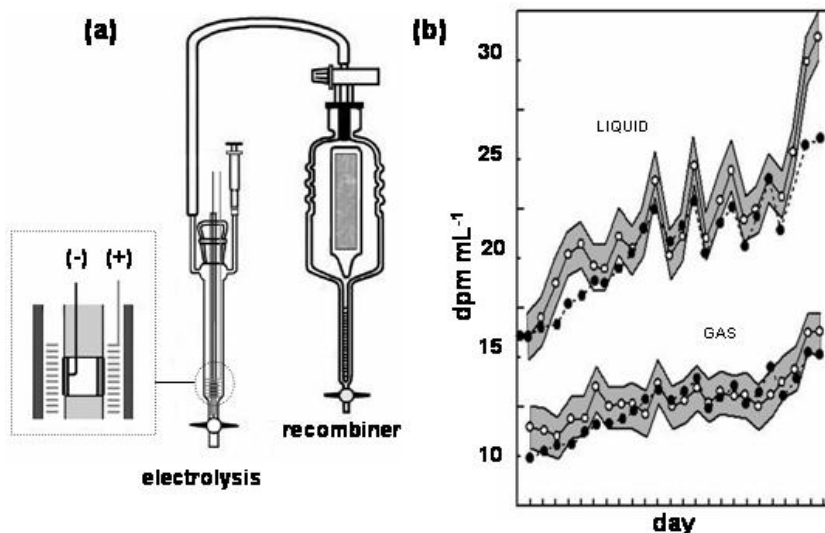 (a)
(-) (+)
electrolysis
recombiner
(b)
dpm mL⁻¹
30
25
20
15
10
LIQUID
GAS
day